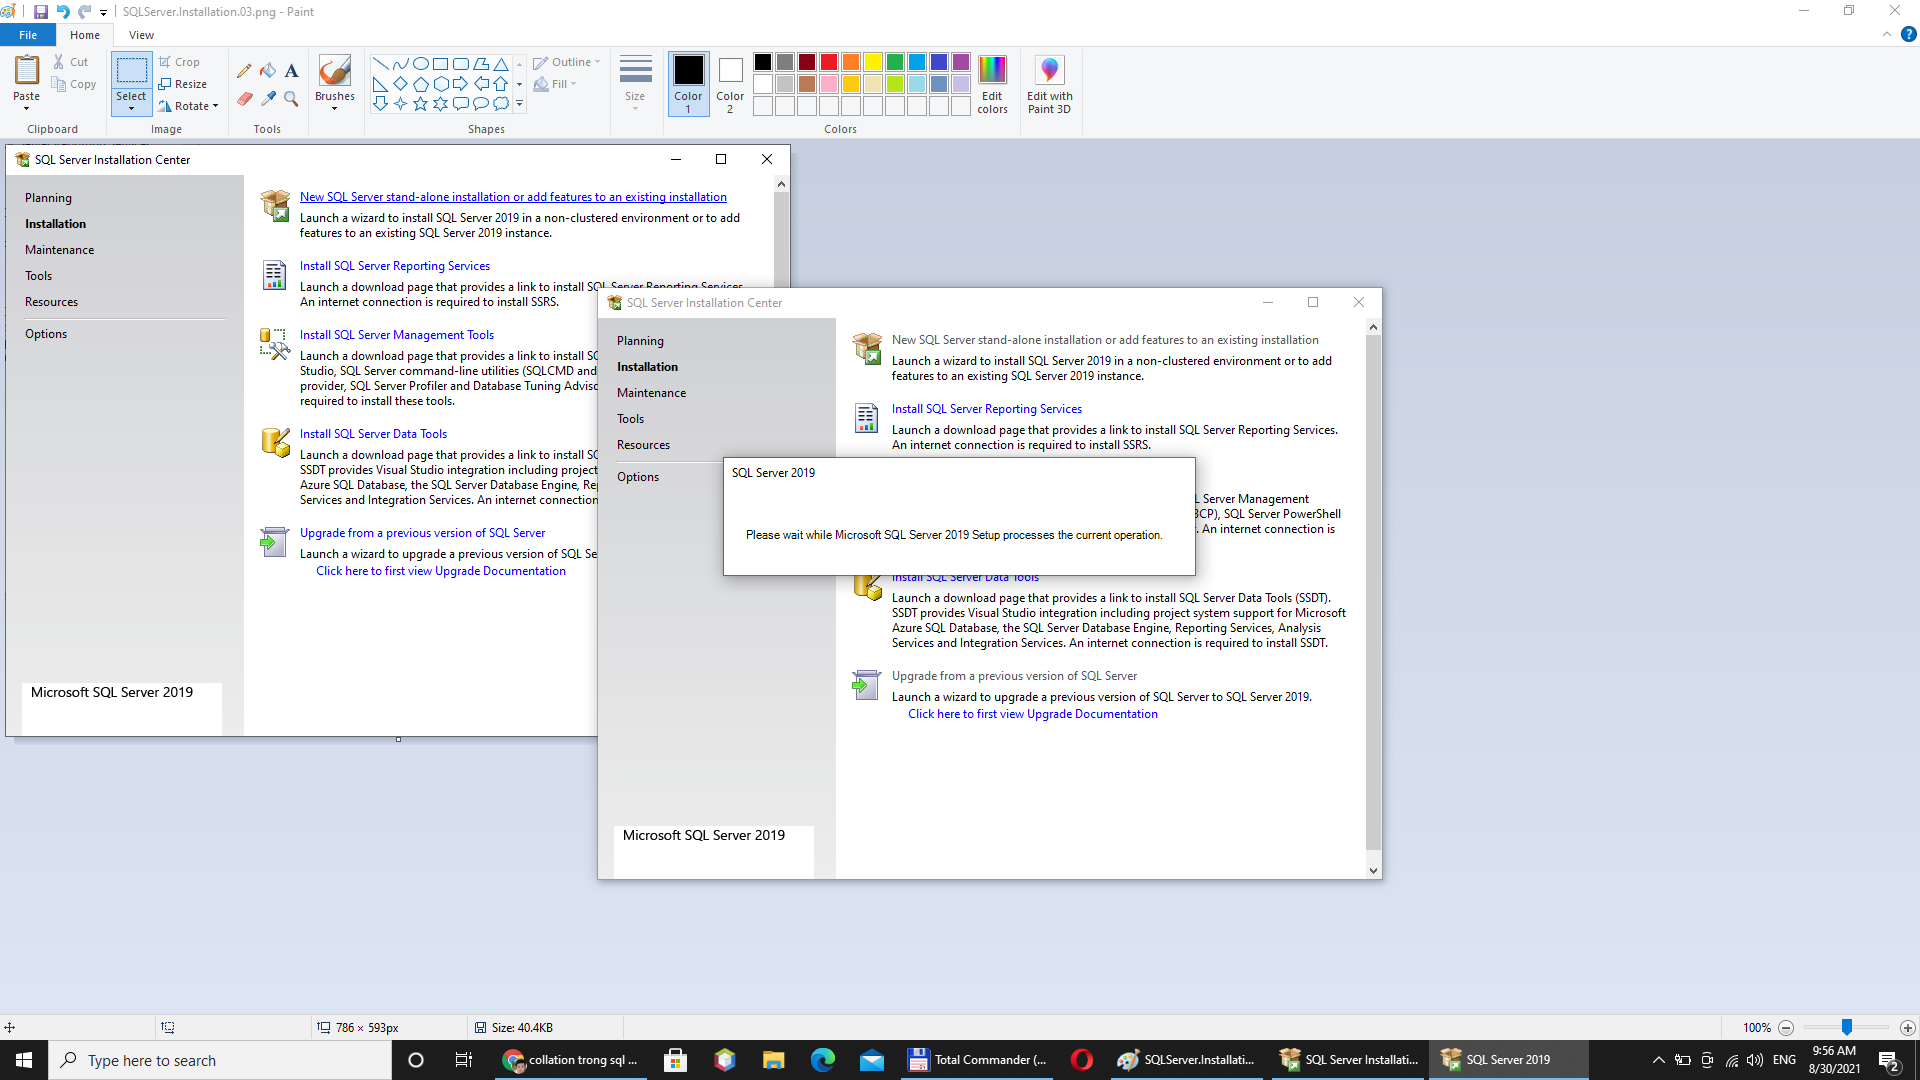 SQLServer.Installation.03.png - Paint
File
Home
View
Paste
Cut
Copy
Clipboard
Select
Crop
Resize
Rotate
Image
Tools
Brushes
Shapes
Outline
Fill
Size
Color
1
Color
2
Edit
colors
Colors
Edit with
Paint 3D
SQL Server Installation Center
Planning
Installation
Maintenance
Tools
Resources
Options
Microsoft SQL Server 2019
New SQL Server stand-alone installation or add features to an existing installation
Launch a wizard to install SQL Server 2019 in a non-clustered environment or to add
features to an existing SQL Server 2019 instance.
Install SQL Server Reporting Services
Launch a download page that provides a link to install SQL Server Reporting Services.
An internet connection is required to install SSRS.
Install SQL Server Management Tools
Launch a download page that provides a link to install SQ
Studio, SQL Server command-line utilities (SQLCMD and
provider, SQL Server Profiler and Database Tuning Adviso
required to install these tools.
Install SQL Server Data Tools
Launch a download page that provides a link to install SQ
SSDT provides Visual Studio integration including project
Azure SQL Database, the SQL Server Database Engine, Re
Services and Integration Services. An internet connection
Upgrade from a previous version of SQL Server
Launch a wizard to upgrade a previous version of SQL Se
Click here to first view Upgrade Documentation
SQL Server Installation Center
Planning
Installation
Maintenance
Tools
Resources
Options
Microsoft SQL Server 2019
New SQL Server stand-alone installation or add features to an existing installation
Launch a wizard to install SQL Server 2019 in a non-clustered environment or to add
features to an existing SQL Server 2019 instance.
Install SQL Server Reporting Services
Launch a download page that provides a link to install SQL Server Reporting Services.
An internet connection is required to install SSRS.
SQL Server 2019
Please wait while Microsoft SQL Server 2019 Setup processes the current operation.
L Server Management
BCP), SQL Server PowerShell
. An internet connection is
Install SQL Server Data Tools
Launch a download page that provides a link to install SQL Server Data Tools (SSDT).
SSDT provides Visual Studio integration including project system support for Microsoft
Azure SQL Database, the SQL Server Database Engine, Reporting Services, Analysis
Services and Integration Services. An internet connection is required to install SSDT.
Upgrade from a previous version of SQL Server
Launch a wizard to upgrade a previous version of SQL Server to SQL Server 2019.
Click here to first view Upgrade Documentation
786 × 593px
Size: 40.4KB
100%
Type here to search
collation trong sql ...
Total Commander (...
SQLServer.Installati...
SQL Server Installati...
SQL Server 2019
ENG
9:56 AM
8/30/2021
2